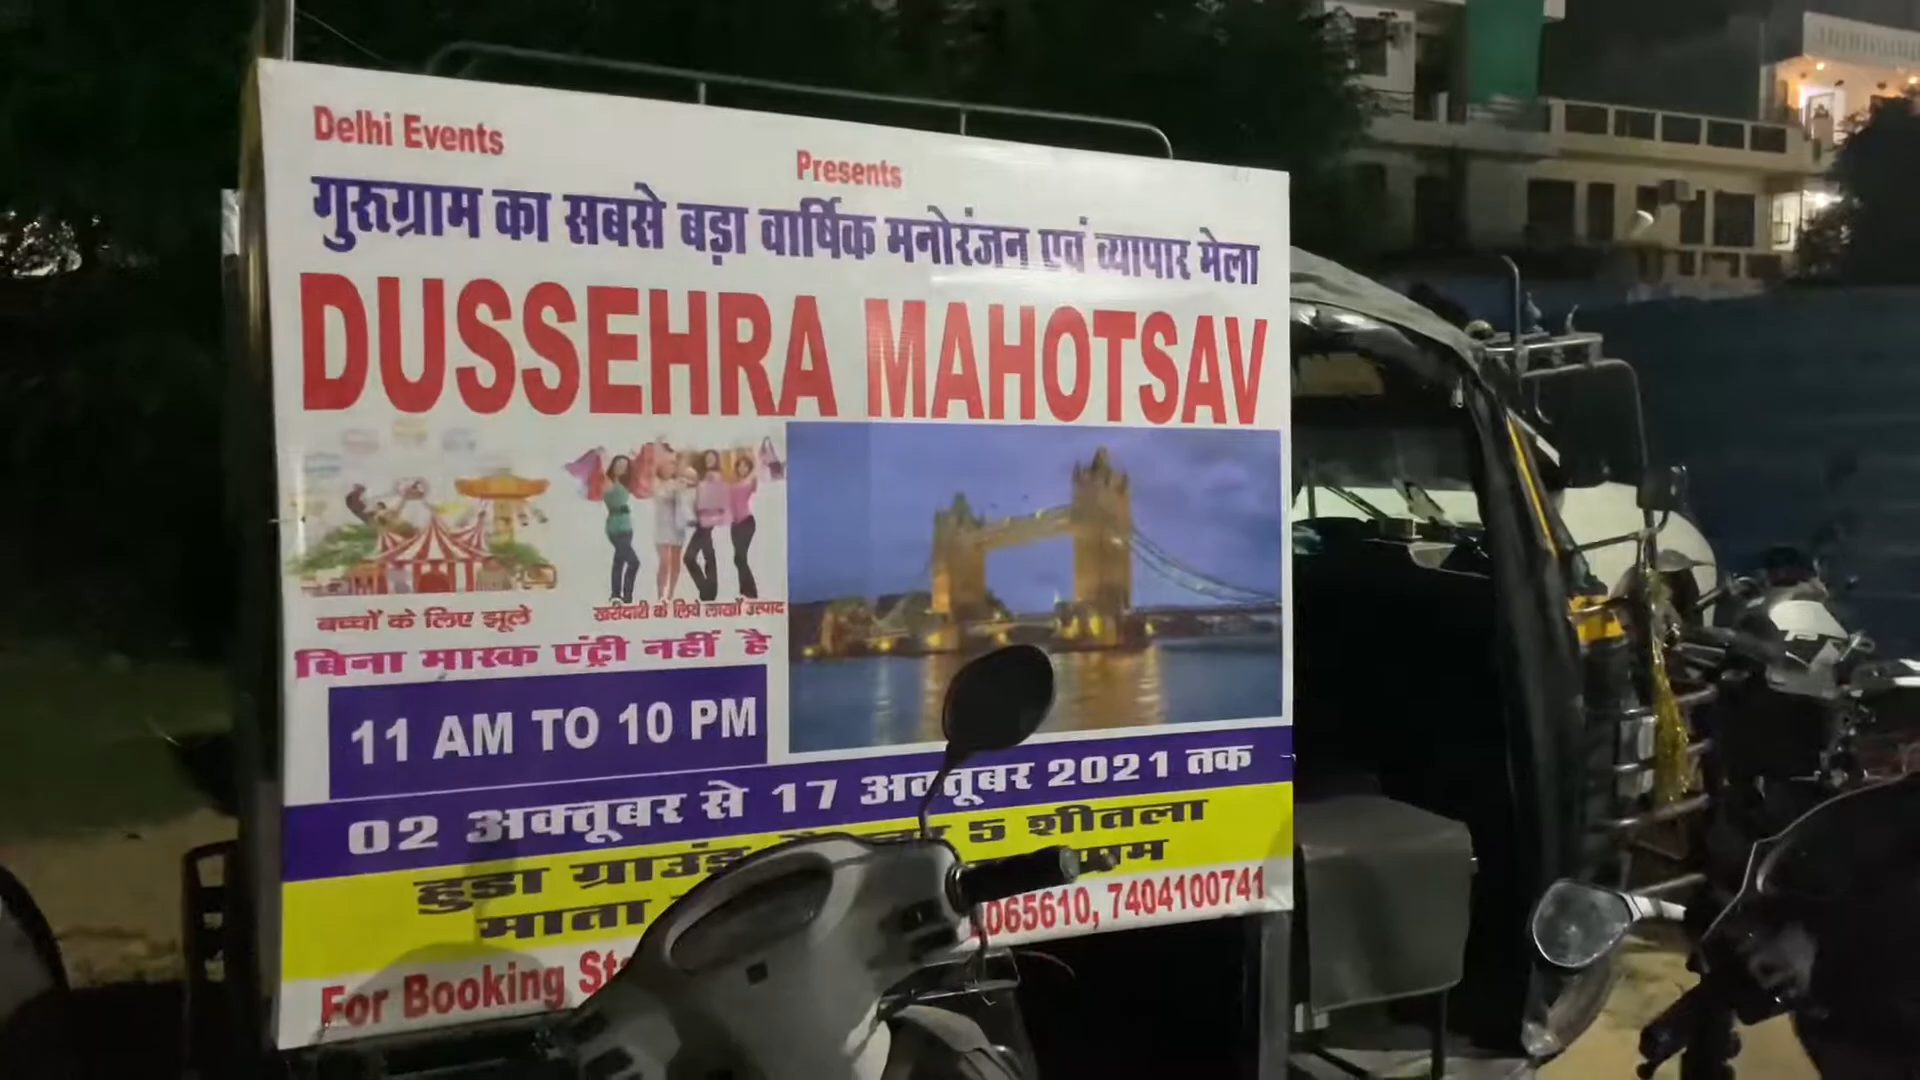 Delhi Events
Presents
गुरूग्राम का सबसे बड़ा वार्षिक मनोरंजन एवं व्यापार मेला
DUSSEHRA MAHOTSAV
बच्चों के लिए झूले
खरीदारी के लिये लाखों उत्पाद
बिना मास्क एंट्री नहीं है
11 AM TO 10 PM
02 अक्तूबर से 17 अक्तूबर 2021 तक
हुडा ग्राउंड 5 शीतला
माता
For Booking
065610, 7404100741